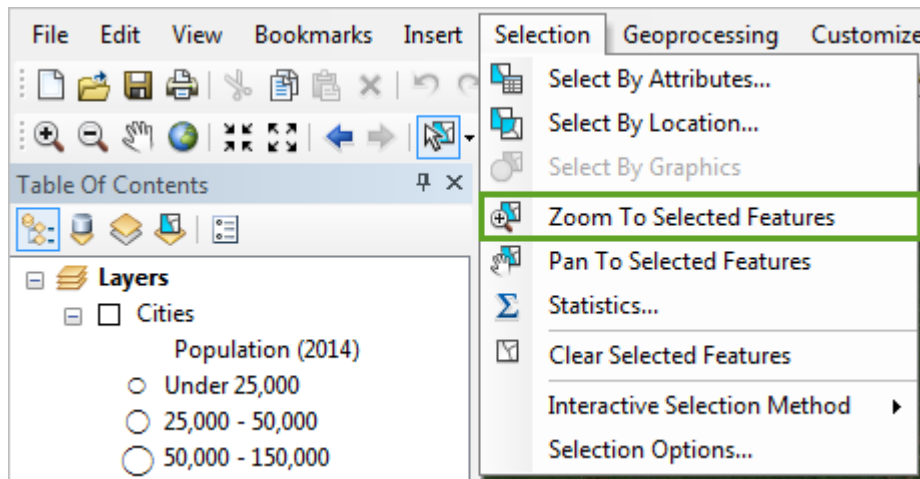 File Edit View Bookmarks Insert Selection Geoprocessing Customize
Select By Attributes...
Select By Location...
Select By Graphics
Zoom To Selected Features
Pan To Selected Features
Statistics...
Clear Selected Features
Interactive Selection Method
Selection Options...
Table Of Contents
Layers
Cities
Population (2014)
Under 25,000
25,000 - 50,000
50,000 - 150,000